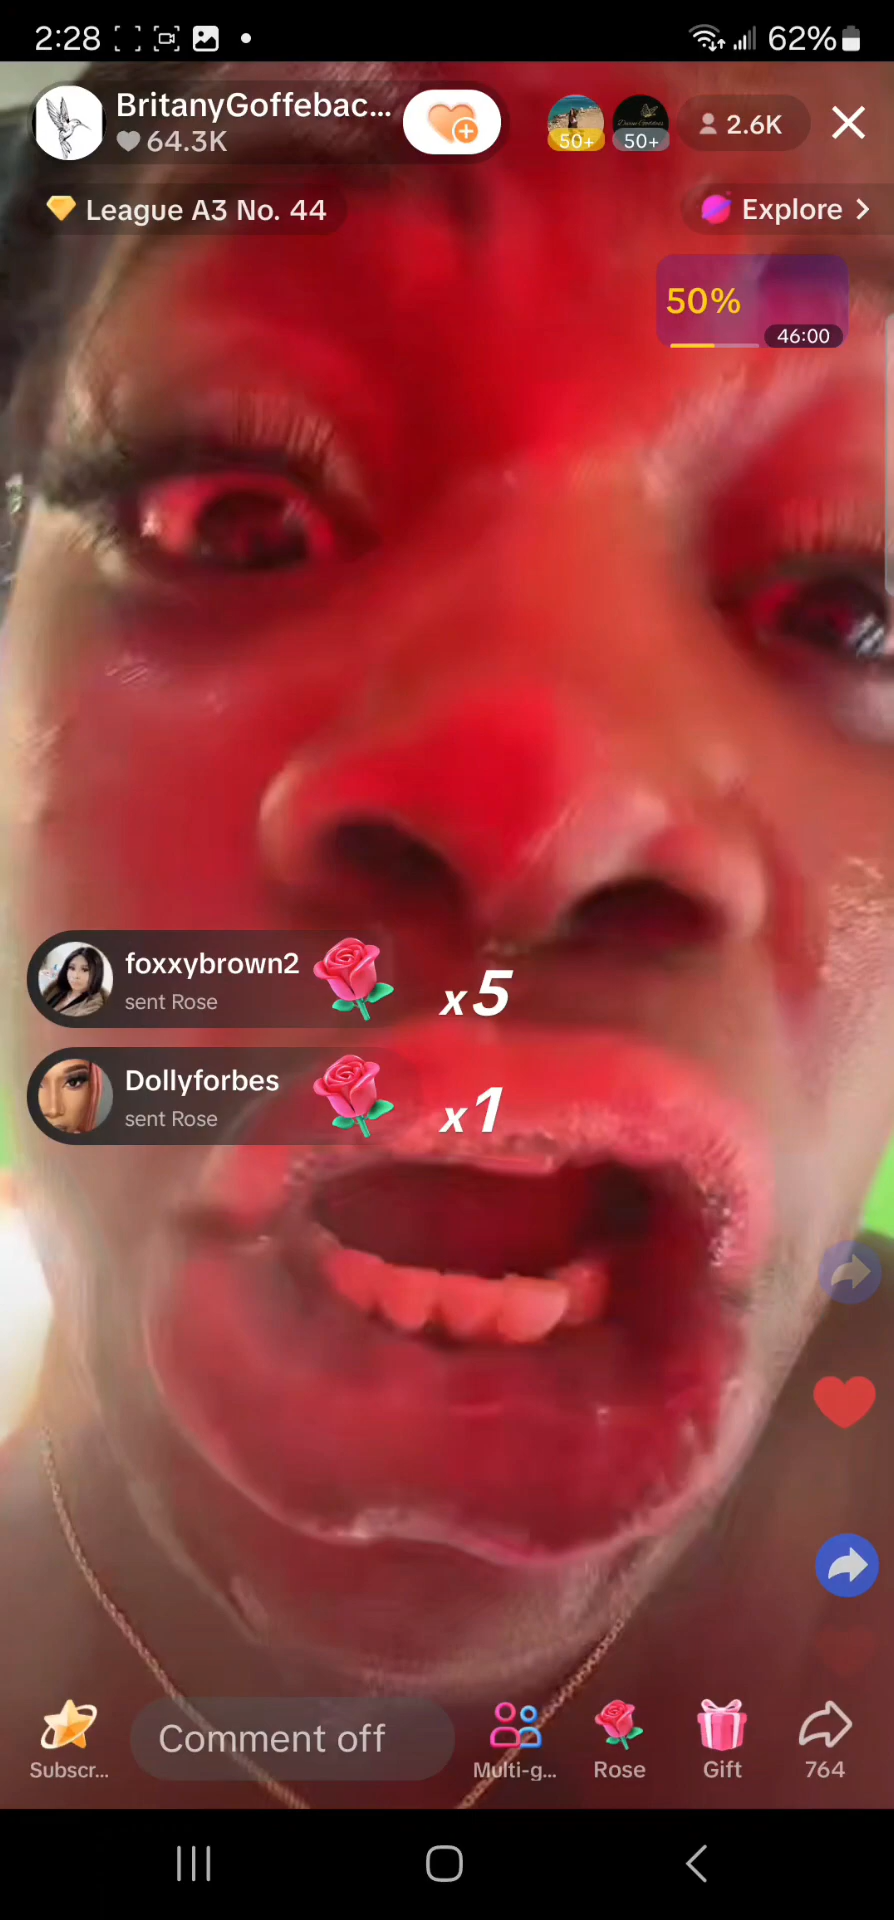 2:28
62%
BritanyGoffebac...
64.3K
50+
50+
2.6K
League A3 No. 44
Explore >
50%
46:00
foxxybrown2
sent Rose
x5
Dollyforbes
sent Rose
x1
Comment off
Subscr...
Multi-g...
Rose
Gift
764